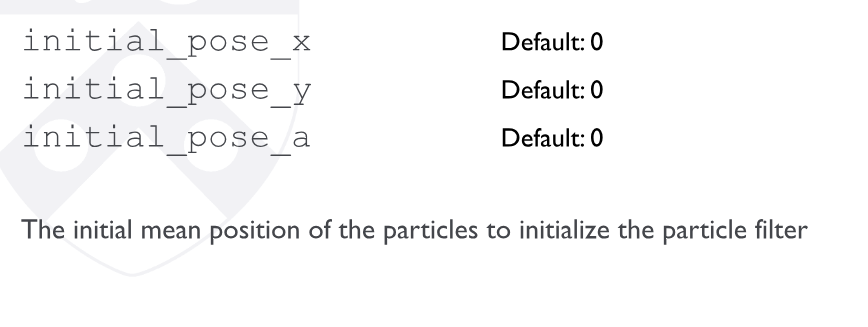 initial_pose_x Default: 0
initial_pose_y Default: 0
initial_pose_a Default: 0
The initial mean position of the particles to initialize the particle filter